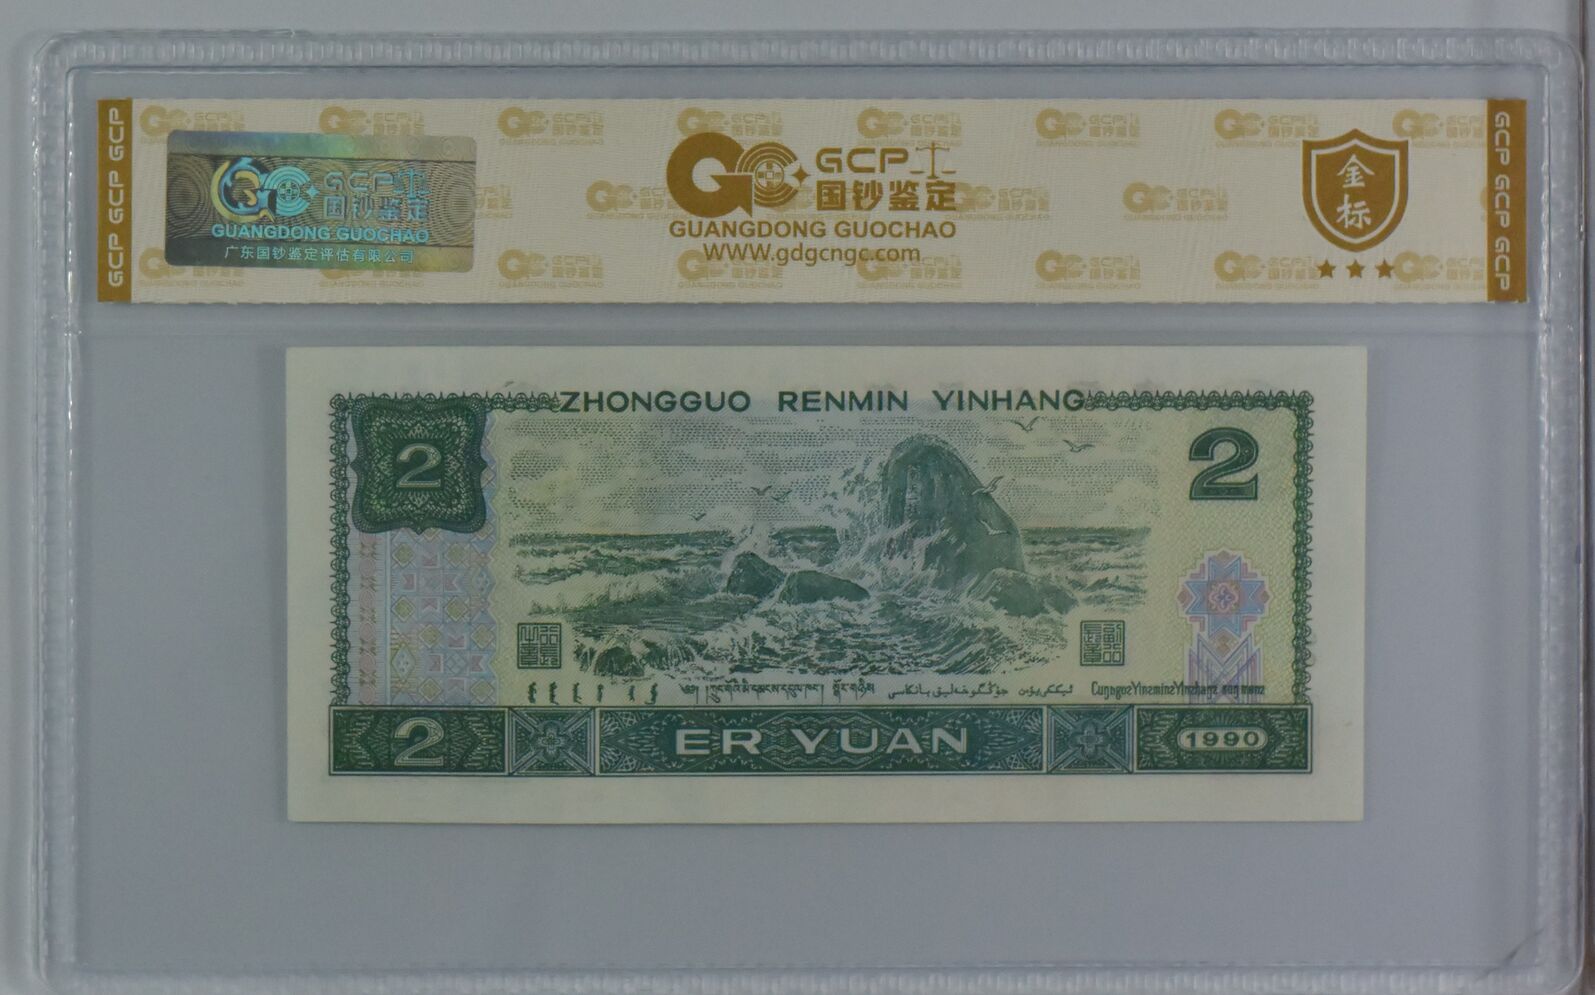 GCP GCP GCP
GCP国钞鉴定
GUANGDONG GUOCHAO
广东国钞鉴定评估有限公司
GCP
国钞鉴定
GUANGDONG GUOCHAO
WWW.gdgcngc.com
金标
GCP GCP GCP
ZHONGGUO RENMIN YINHANG
2
2
2
ER YUAN
1990